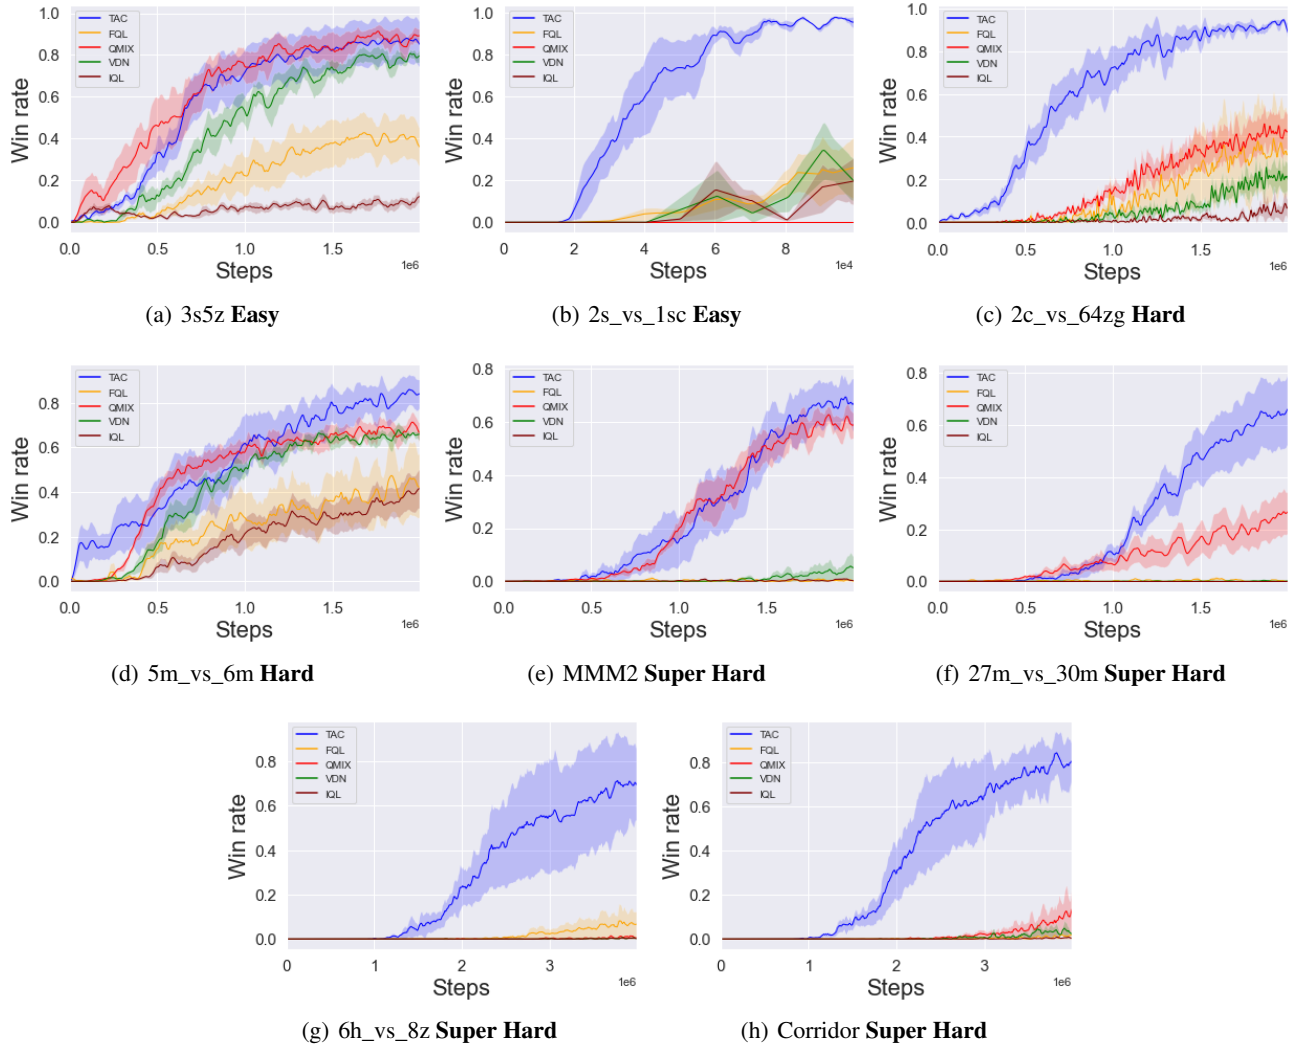 1.0
0.8
0.6
0.4
0.2
0.0
Win rate
TAC
FQL
QMIX
VDN
IQL
0.0 0.5 1.0 1.5 2.0
1e6
Steps
(a) 3s5z Easy
1.0
0.8
0.6
0.4
0.2
0.0
Win rate
TAC
FQL
QMIX
VDN
IQL
0 2 4 6 8
1e4
Steps
(b) 2s_vs_1sc Easy
1.0
0.8
0.6
0.4
0.2
0.0
Win rate
TAC
FQL
QMIX
VDN
IQL
0.0 0.5 1.0 1.5 2.0
1e6
Steps
(c) 2c_vs_64zg Hard
0.8
0.6
0.4
0.2
0.0
Win rate
TAC
FQL
QMIX
VDN
IQL
0.0 0.5 1.0 1.5 2.0
1e6
Steps
(d) 5m_vs_6m Hard
0.8
0.6
0.4
0.2
0.0
Win rate
TAC
FQL
QMIX
VDN
IQL
0.0 0.5 1.0 1.5 2.0
1e6
Steps
(e) MMM2 Super Hard
0.8
0.6
0.4
0.2
0.0
Win rate
TAC
FQL
QMIX
VDN
IQL
0.0 0.5 1.0 1.5 2.0
1e6
Steps
(f) 27m_vs_30m Super Hard
0.8
0.6
0.4
0.2
0.0
Win rate
TAC
FQL
QMIX
VDN
IQL
0 1 2 3
1e6
Steps
(g) 6h_vs_8z Super Hard
0.8
0.6
0.4
0.2
0.0
Win rate
TAC
FQL
QMIX
VDN
IQL
0 1 2 3
1e6
Steps
(h) Corridor Super Hard